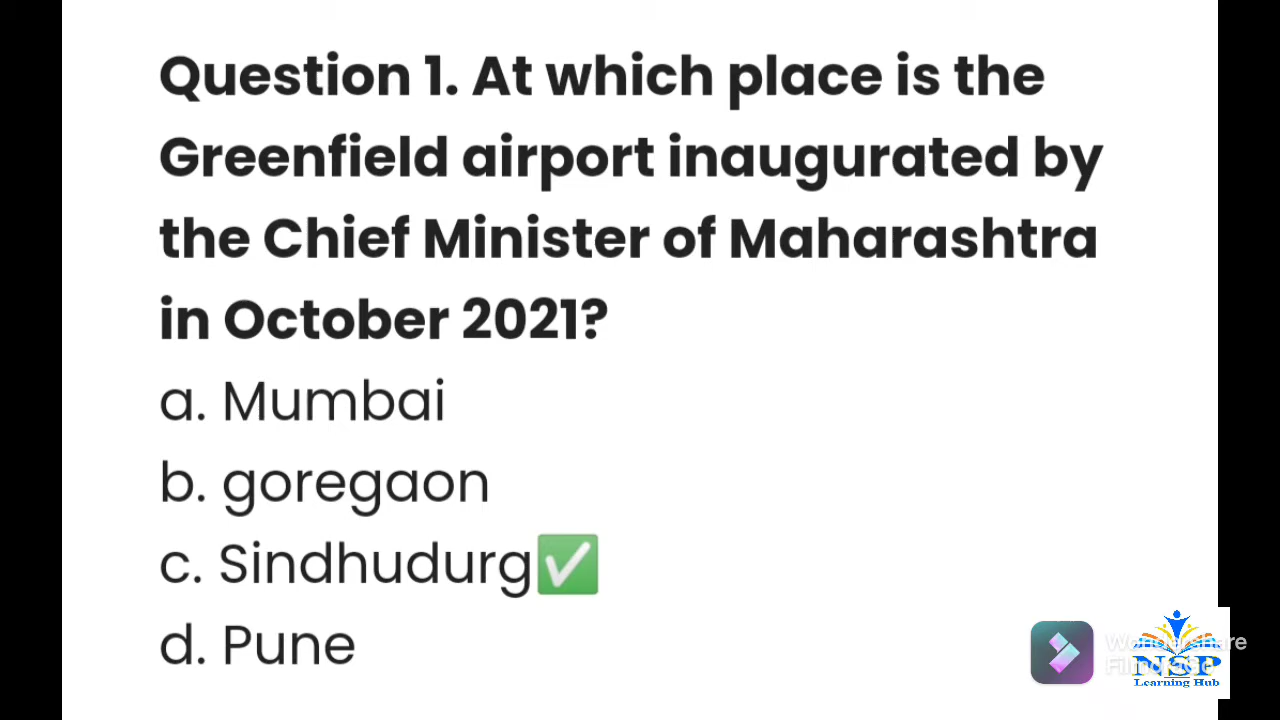 Question 1. At which place is the
Greenfield airport inaugurated by
the Chief Minister of Maharashtra
in October 2021?
a. Mumbai
b. goregaon
c. Sindhudurg✅
d. Pune
Wondershare
NSP
Learning Hub